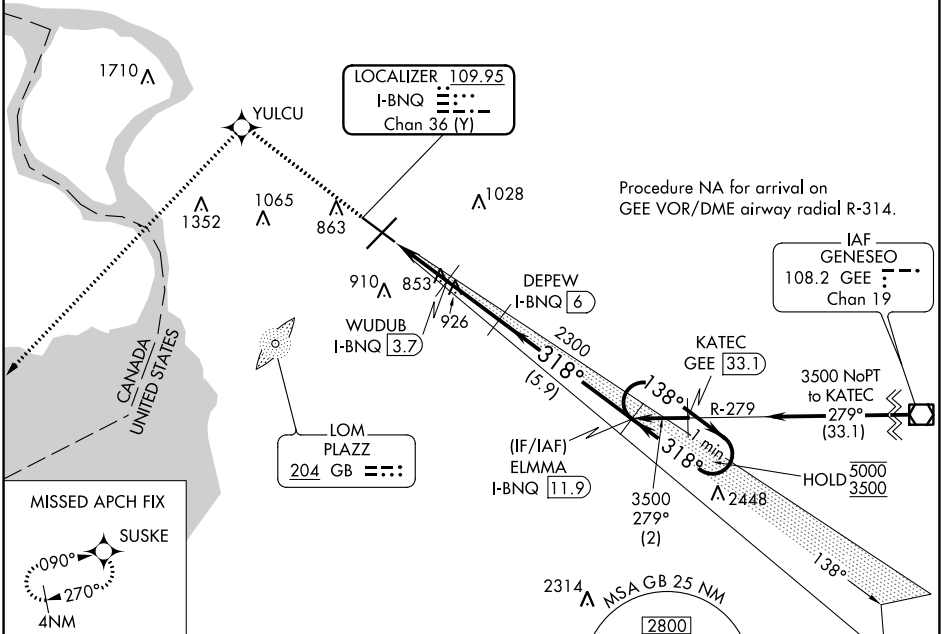 1710
YULCU
LOCALIZER 109.95
I-BNQ
Chan 36 (Y)
1352
1065
863
1028
Procedure NA for arrival on
GEE VOR/DME airway radial R-314.
IAF
GENESEO
108.2 GEE
Chan 19
910
853
926
DEPEW
I-BNQ 6
WUDUB
I-BNQ 3.7
2300
318°
(5.9)
KATEC
GEE 33.1
138°
R-279
3500 NoPT
to KATEC
279°
(33.1)
1 min
318°
CANADA
UNITED STATES
LOM
PLAZZ
204 GB
(IF/IAF)
ELMMA
I-BNQ 11.9
3500
279°
(2)
2448
HOLD 5000
3500
138°
MISSED APCH FIX
SUSKE
090°
270°
4NM
2314
MSA GB 25 NM
2800